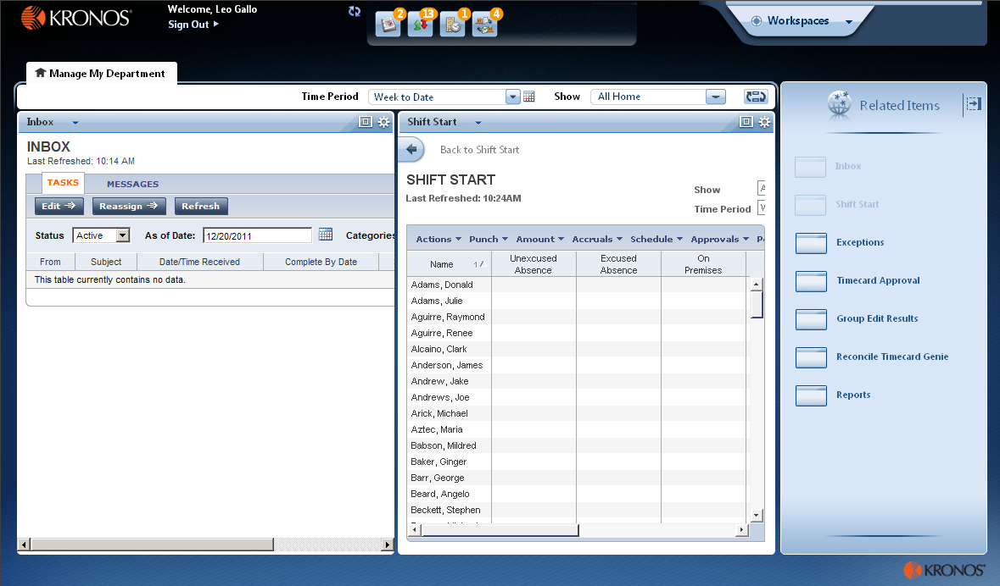 KRONOS
Welcome, Leo Gallo
Sign Out
2
13
1
4
Workspaces
Manage My Department
Time Period
Week to Date
Show
All Home
Inbox
INBOX
Last Refreshed: 10:14 AM
TASKS
MESSAGES
Edit
Reassign
Refresh
Status
Active
As of Date:
12/20/2011
Categories
From
Subject
Date/Time Received
Complete By Date
This table currently contains no data.
Shift Start
Back to Shift Start
SHIFT START
Last Refreshed: 10:24AM
Show
Time Period
Actions
Punch
Amount
Accruals
Schedule
Approvals
Name
1
Unexcused
Absence
Excused
Absence
On
Premises
Adams, Donald
Adams, Julie
Aguirre, Raymond
Aguirre, Renee
Alcaino, Clark
Anderson, James
Andrew, Jake
Andrews, Joe
Arick, Michael
Aztec, Maria
Babson, Mildred
Baker, Ginger
Barr, George
Beard, Angelo
Beckett, Stephen
Related Items
Inbox
Shift Start
Exceptions
Timecard Approval
Group Edit Results
Reconcile Timecard Genie
Reports
KRONOS